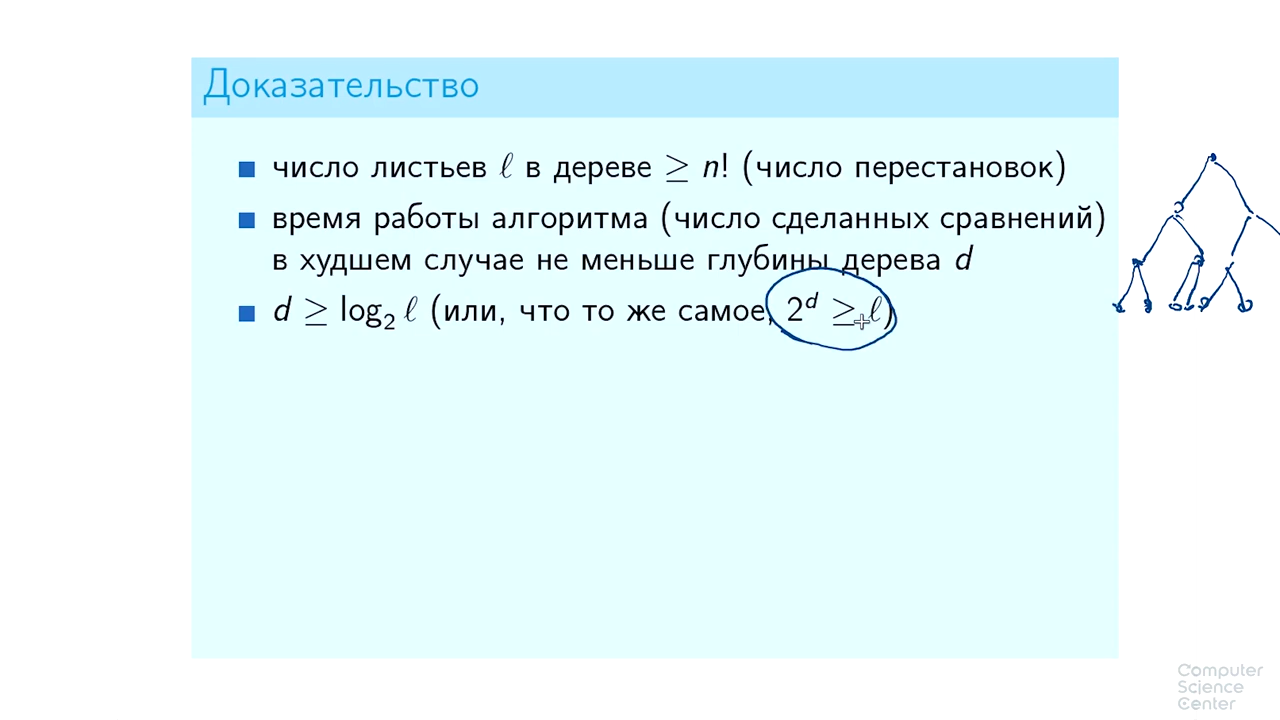 Доказательство
число листьев ℓ в дереве ≥ n! (число перестановок)
время работы алгоритма (число сделанных сравнений)
в худшем случае не меньше глубины дерева d
d ≥ log₂ ℓ (или, что то же самое, 2ᵈ ≥ ℓ)
Computer
Science
Center